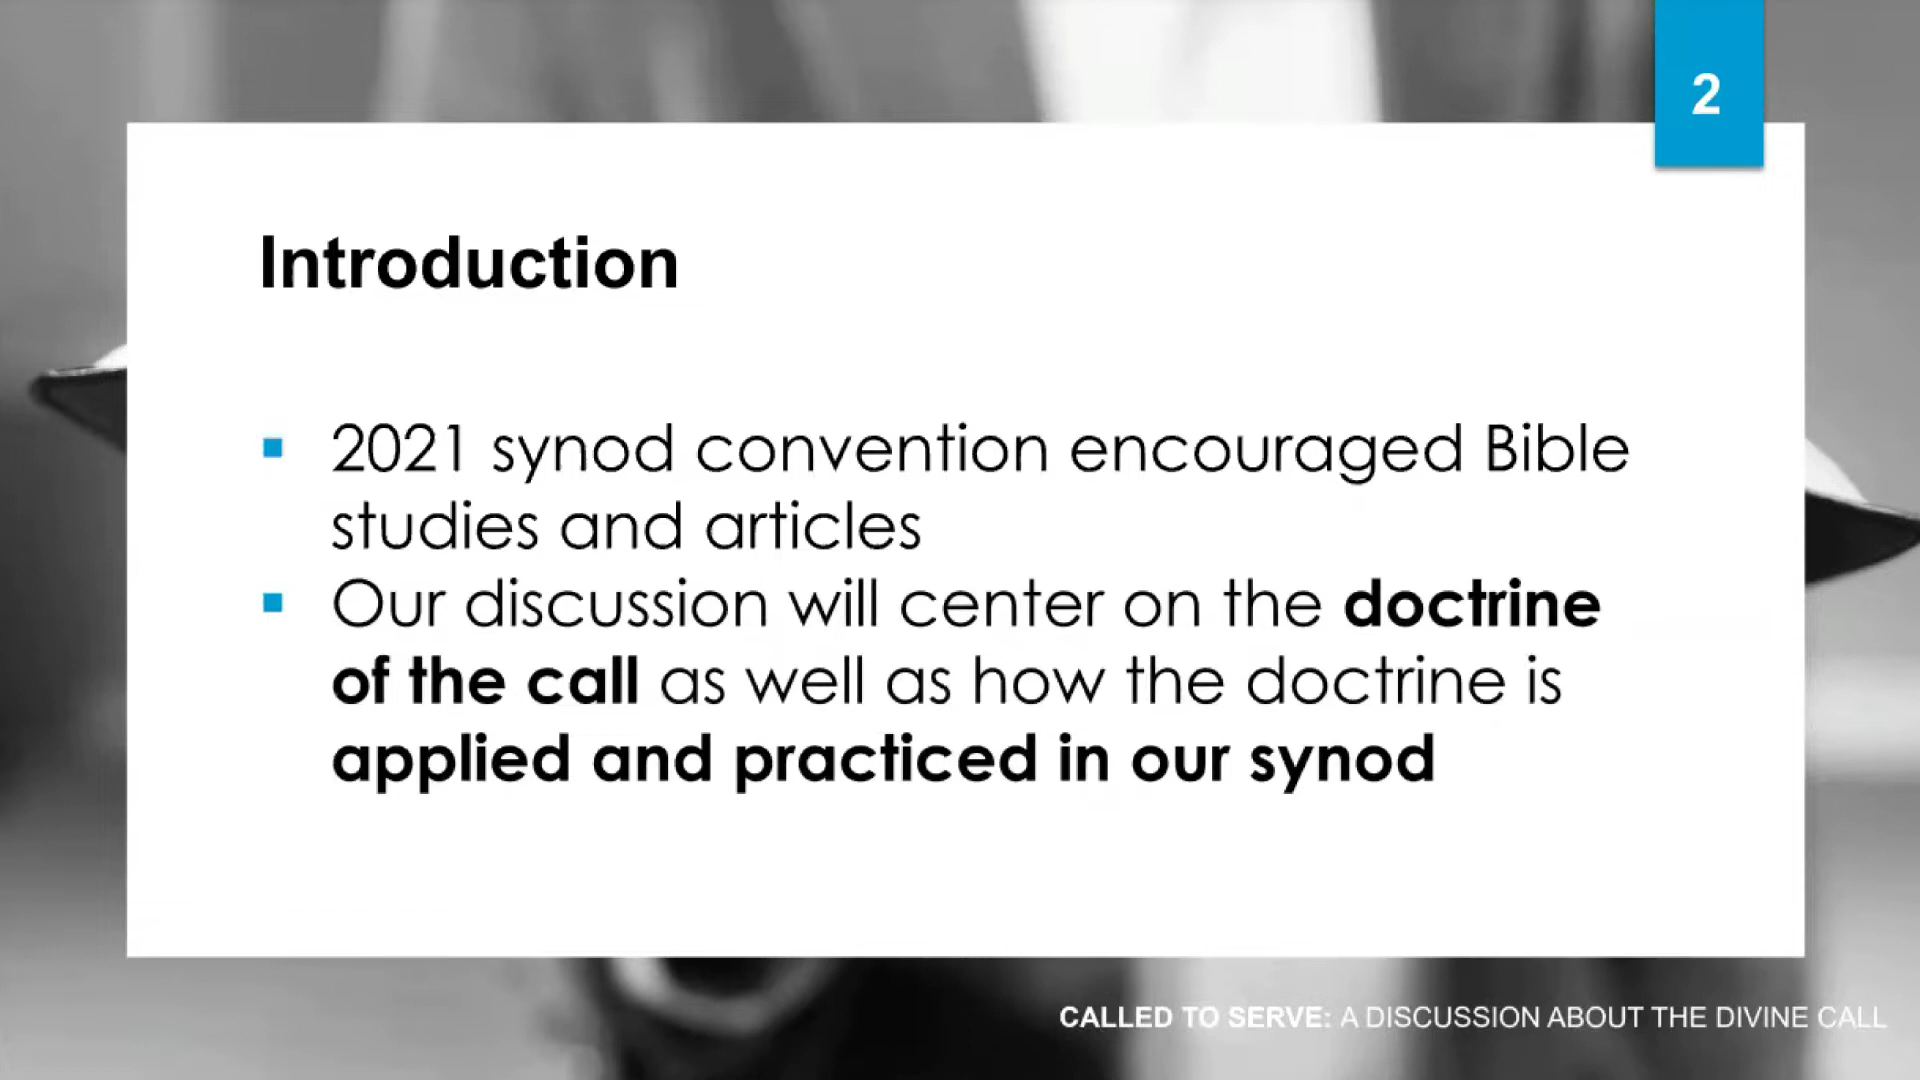 2
Introduction
2021 synod convention encouraged Bible
studies and articles
Our discussion will center on the doctrine
of the call as well as how the doctrine is
applied and practiced in our synod
CALLED TO SERVE: A DISCUSSION ABOUT THE DIVINE CALL